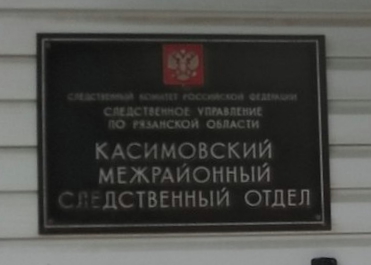 СЛЕДСТВЕННЫЙ КОМИТЕТ РОССИЙСКОЙ ФЕДЕРАЦИИ
СЛЕДСТВЕННОЕ УПРАВЛЕНИЕ
ПО РЯЗАНСКОЙ ОБЛАСТИ
КАСИМОВСКИЙ
МЕЖРАЙОННЫЙ
СЛЕДСТВЕННЫЙ ОТДЕЛ